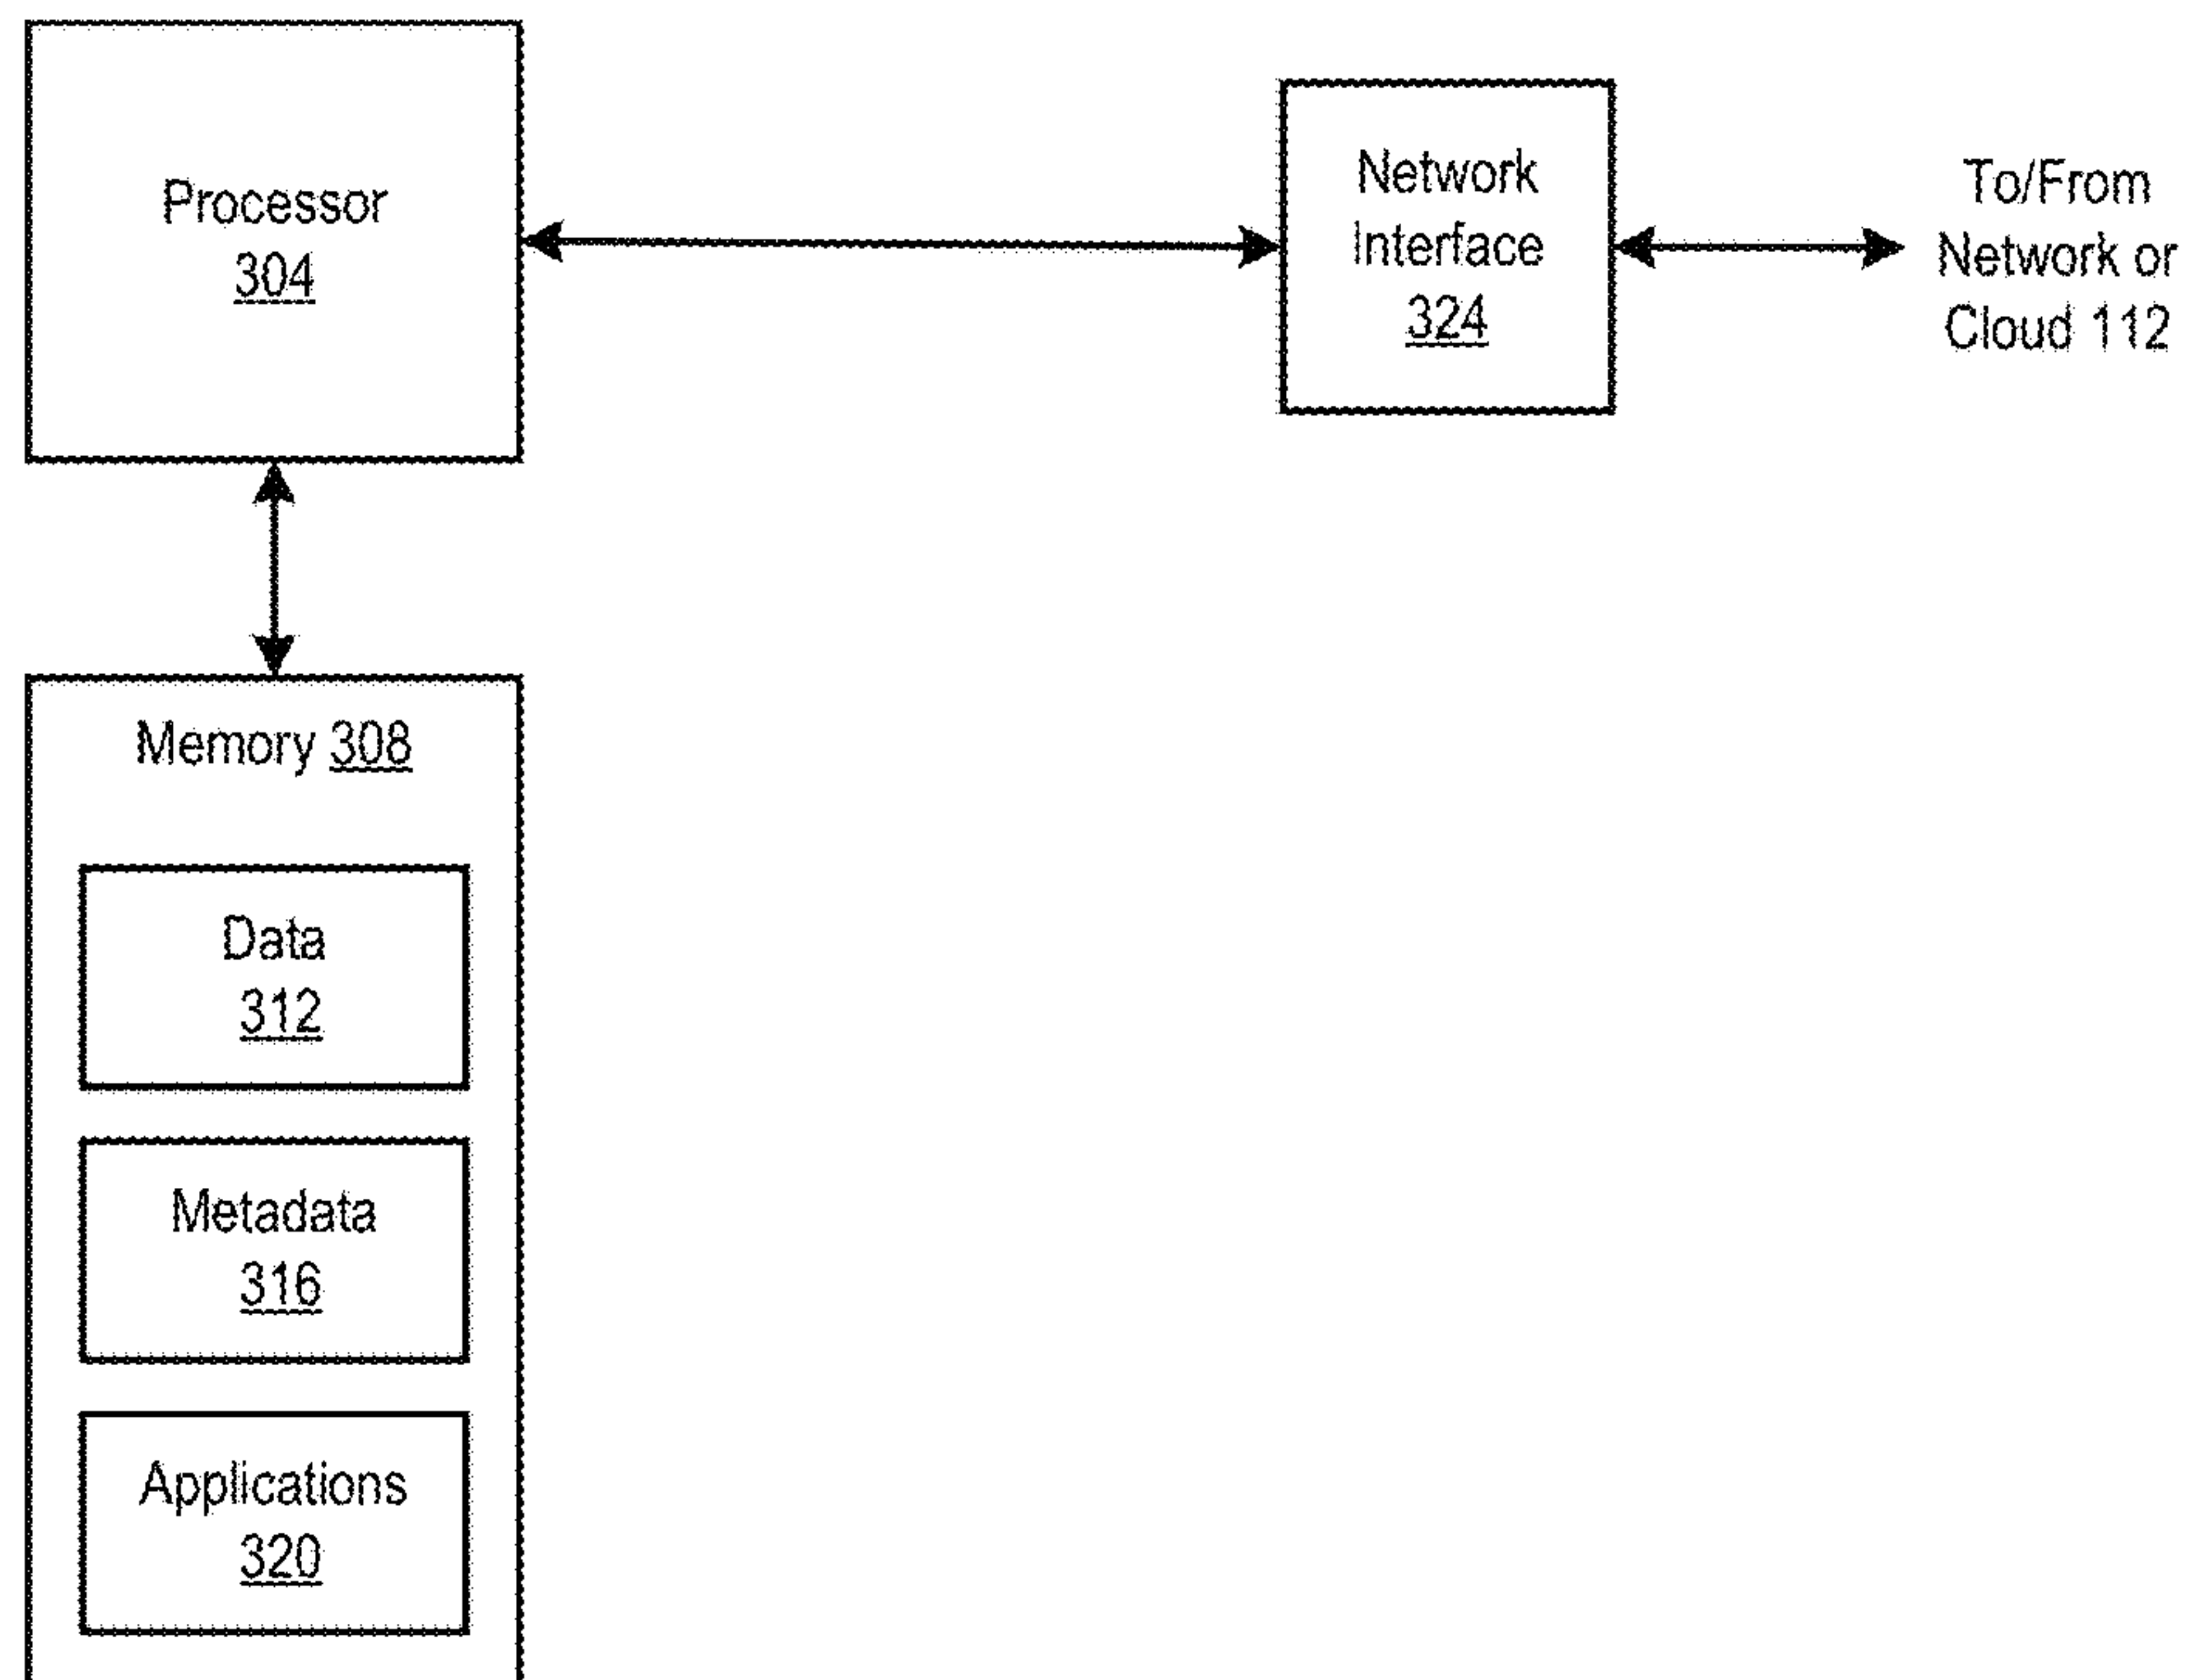 Processor
304
Network
Interface
324
To/From
Network or
Cloud 112
Memory 308
Data
312
Metadata
316
Applications
320